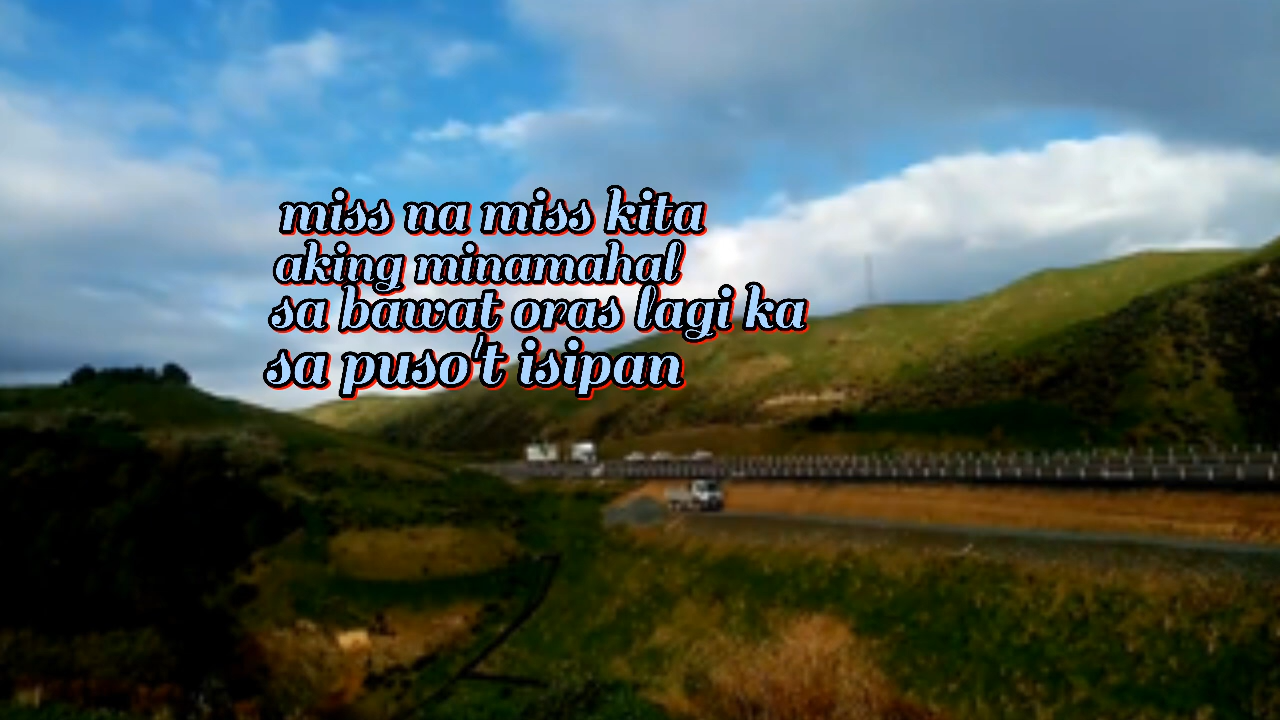 miss na miss kita
aking minamahal
sa bawat oras lagi ka
sa puso't isipan